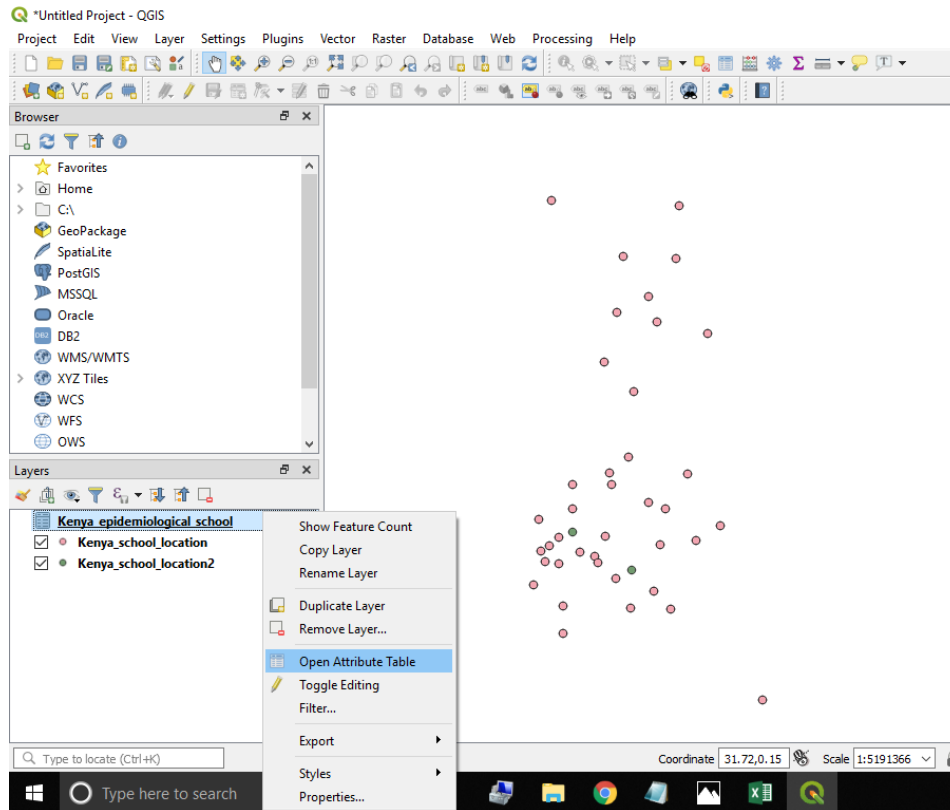 *Untitled Project - QGIS
Project Edit View Layer Settings Plugins Vector Raster Database Web Processing Help
Browser
Favorites
Home
C:\
GeoPackage
SpatiaLite
PostGIS
MSSQL
Oracle
DB2
WMS/WMTS
XYZ Tiles
WCS
WFS
OWS
Layers
Kenya_epidemiological_school
Kenya_school_location
Kenya_school_location2
Show Feature Count
Copy Layer
Rename Layer
Duplicate Layer
Remove Layer...
Open Attribute Table
Toggle Editing
Filter...
Export
Styles
Properties...
Type to locate (Ctrl+K)
Coordinate 31.72,0.15 Scale 1:5191366
Type here to search